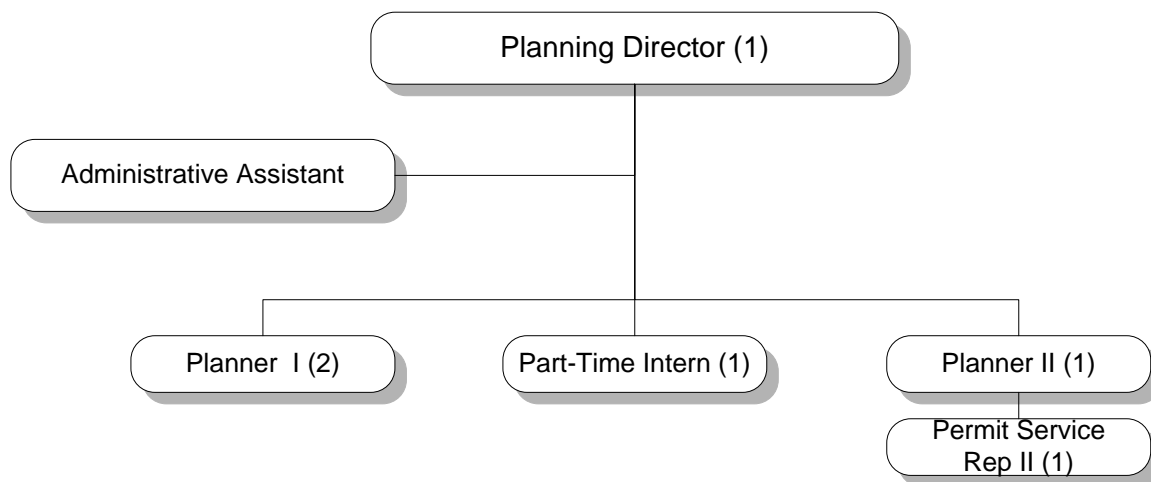 Planning Director (1)
Administrative Assistant
Planner  I (2)
Part-Time Intern (1)
Planner II (1)
Permit Service
Rep II (1)